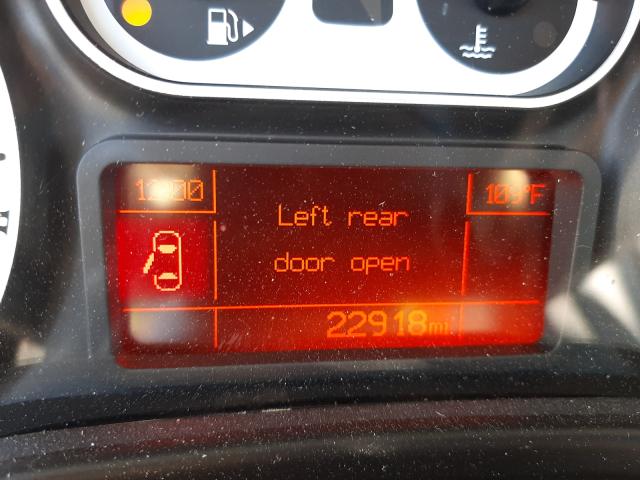 Left rear
door open
22918mi